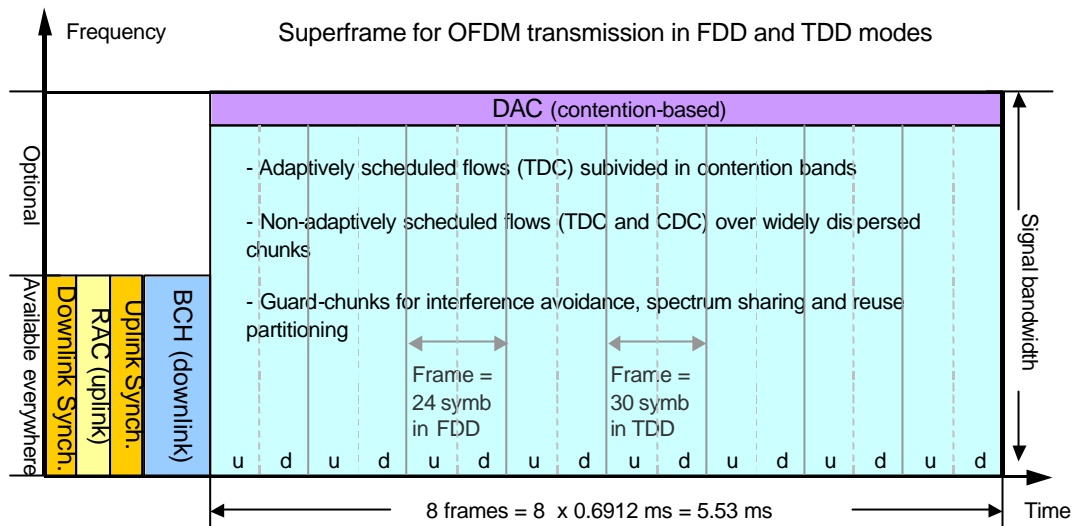 Frequency
Superframe for OFDM transmission in FDD and TDD modes
DAC (contention-based)
Optional
Available everywhere
Downlink Synch.
RAC (uplink)
Uplink Synch.
BCH (downlink)
- Adaptively scheduled flows (TDC) subivided in contention bands
- Non-adaptively scheduled flows (TDC and CDC) over widely dispersed
chunks
- Guard-chunks for interference avoidance, spectrum sharing and reuse
partitioning
Frame =
24 symb
in FDD
Frame =
30 symb
in TDD
u d u d u d u d u d u d u d u d
Signal bandwidth
8 frames = 8 x 0.6912 ms = 5.53 ms
Time